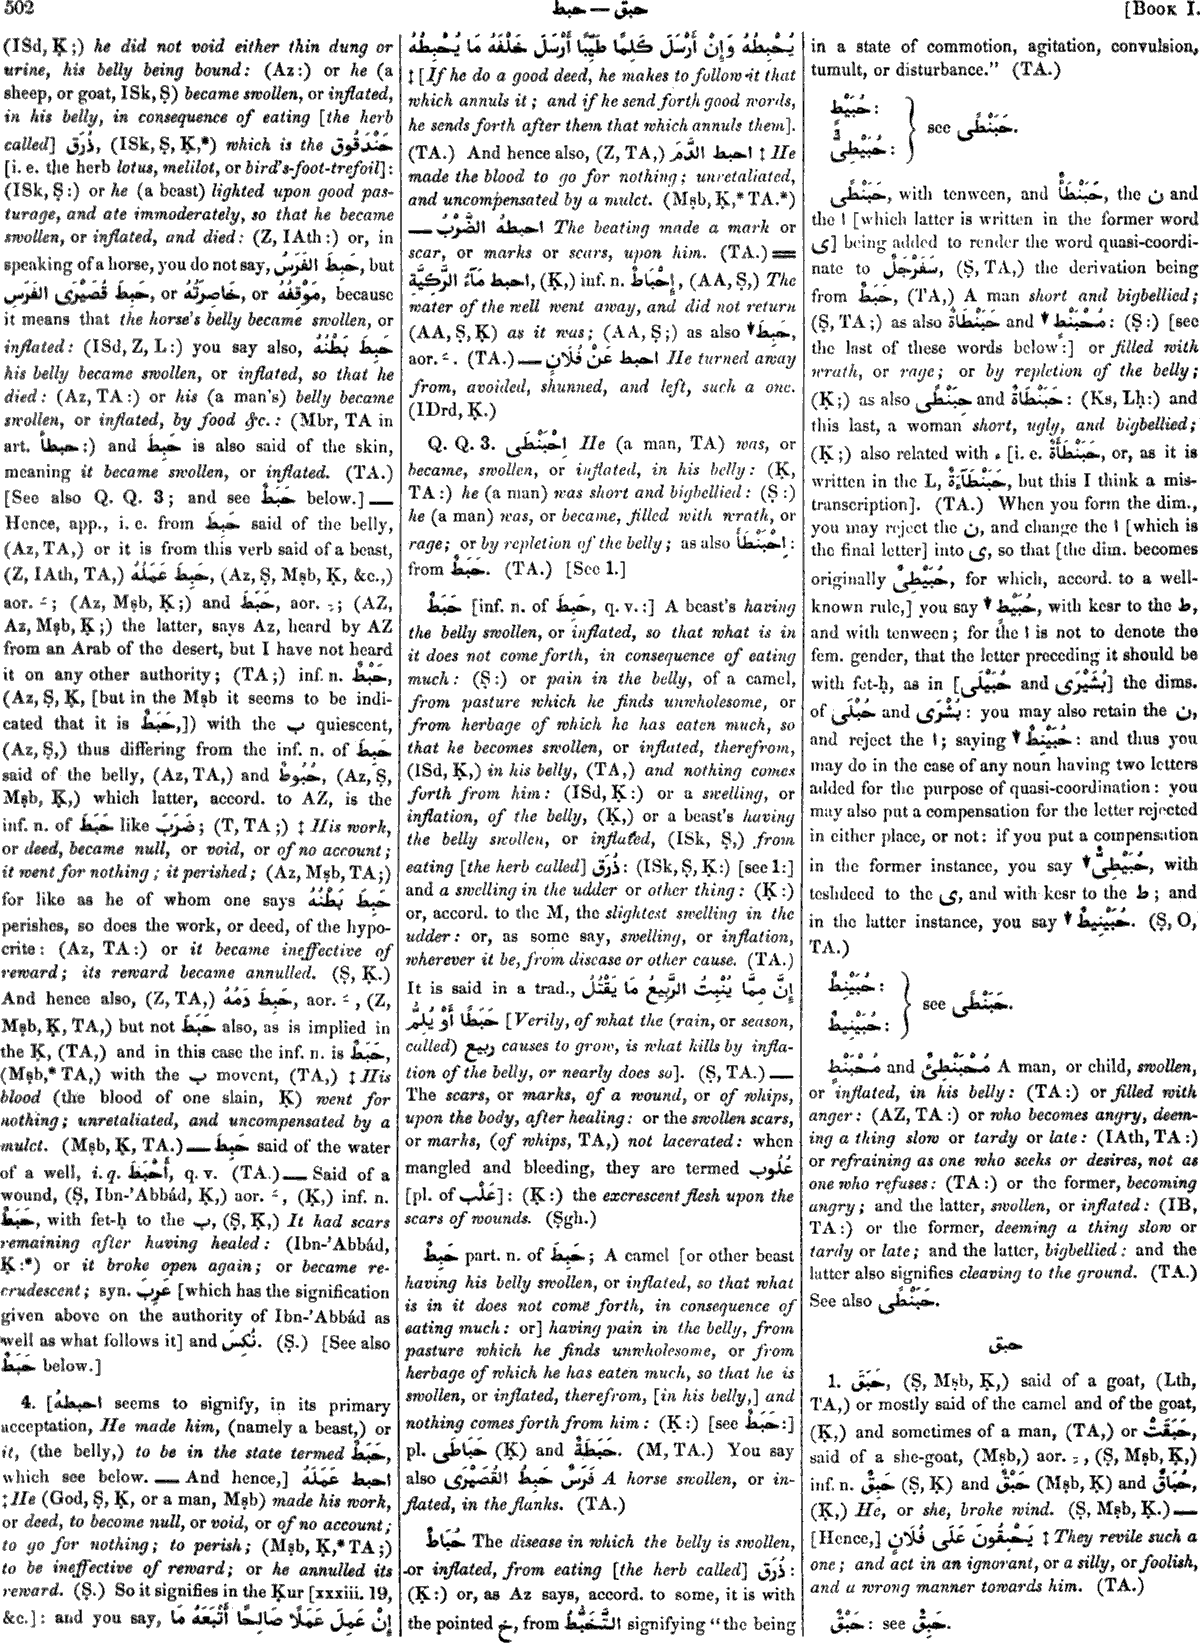 502
حبط — حبق
[BOOK I.
(ISd, Ḳ;) he did not void either thin dung or
urine, his belly being bound: (Az:) or he (a
sheep, or goat, ISk, Ṣ) became swollen, or inflated,
in his belly, in consequence of eating [the herb
called] ذُرَق, (ISk, Ṣ, Ḳ,*) which is the حَنْدَقُوق
[i. e. the herb lotus, melilot, or bird's-foot-trefoil]:
(ISk, Ṣ:) or he (a beast) lighted upon good pas-
turage, and ate immoderately, so that he became
swollen, or inflated, and died: (Z, IAth:) or, in
speaking of a horse, you do not say, حَبِطَ الفَرَسُ, but
حَبِطَ قُصَيْرَى الفَرَسِ, or خَاصِرَتُهُ, or مَوْقِفُهُ, because
it means that the horse's belly became swollen, or
inflated: (ISd, Z, L:) you say also, حَبِطَ بَطْنُهُ
his belly became swollen, or inflated, so that he
died: (Az, TA:) or his (a man's) belly became
swollen, or inflated, by food &c.: (Mbr, TA in
art. حبطأ:) and حَبِطَ is also said of the skin,
meaning it became swollen, or inflated. (TA.)
[See also Q. Q. 3; and see حَبَطٌ below.] —
Hence, app., i. e. from حَبِطَ said of the belly,
(Az, TA,) or it is from this verb said of a beast,
(Z, IAth, TA,) حَبِطَ عَمَلُهُ, (Az, Ṣ, Mṣb, Ḳ, &c.,)
aor. ـَ; (Az, Mṣb, Ḳ;) and حَبَطَ, aor. ـِ; (AZ,
Az, Mṣb, Ḳ;) the latter, says Az, heard by AZ
from an Arab of the desert, but I have not heard
it on any other authority; (TA;) inf. n. حَبْطٌ,
(Az, Ṣ, Ḳ, [but in the Mṣb it seems to be indi-
cated that it is حَبَطٌ,]) with the ب quiescent,
(Az, Ṣ,) thus differing from the inf. n. of حَبِطَ
said of the belly, (Az, TA,) and حُبُوطٌ, (Az, Ṣ,
Mṣb, Ḳ,) which latter, accord. to AZ, is the
inf. n. of حَبَطَ like ضَرَبَ; (T, TA;) ‡ His work,
or deed, became null, or void, or of no account;
it went for nothing; it perished; (Az, Mṣb, TA;)
for like as he of whom one says حَبِطَ بَطْنُهُ
perishes, so does the work, or deed, of the hypo-
crite: (Az, TA:) or it became ineffective of
reward; its reward became annulled. (Ṣ, Ḳ.)
And hence also, (Z, TA,) حَبِطَ دَمُهُ, aor. ـَ, (Z,
Mṣb, Ḳ, TA,) but not حَبَطَ also, as is implied in
the Ḳ, (TA,) and in this case the inf. n. is حَبَطٌ,
(Mṣb,* TA,) with the ب movent, (TA,) ‡ His
blood (the blood of one slain, Ḳ) went for
nothing; unretaliated, and uncompensated by a
mulct. (Mṣb, Ḳ, TA.) — حَبِطَ said of the water
of a well, i. q. أَحْبَطَ, q. v. (TA.) — Said of a
wound, (Ṣ, Ibn-'Abbád, Ḳ,) aor. ـَ, (Ḳ,) inf. n.
حَبَطٌ, with fet-ḥ to the ب, (Ṣ, Ḳ,) It had scars
remaining after having healed: (Ibn-'Abbád,
Ḳ:*) or it broke open again; or became re-
crudescent; syn. عَرِبَ [which has the signification
given above on the authority of Ibn-'Abbád as
well as what follows it] and نُكِسَ. (Ṣ.) [See also
حَبَطٌ below.]
4. [احبطهُ seems to signify, in its primary
acceptation, He made him, (namely a beast,) or
it, (the belly,) to be in the state termed حَبَطٌ,
which see below. — And hence,] احبط عَمَلَهُ
‡ He (God, Ṣ, Ḳ, or a man, Mṣb) made his work,
or deed, to become null, or void, or of no account;
to go for nothing; to perish; (Mṣb, Ḳ,* TA;)
to be ineffective of reward; or he annulled its
reward. (Ṣ.) So it signifies in the Ḳur [xxxiii. 19,
&c.]: and you say, إِنْ عَمِلَ عَمَلًا صَالِحًا أَتْبَعَهُ مَا
يُحْبِطُهُ وَإِنْ أَرْسَلَ كَلِمًا طَيِّبًا أَرْسَلَ خَلْفَهُ مَا يُحْبِطُهُ
‡ [If he do a good deed, he makes to follow it that
which annuls it; and if he send forth good words,
he sends forth after them that which annuls them].
(TA.) And hence also, (Z, TA,) احبط الدَّمَ ‡ He
made the blood to go for nothing; unretaliated,
and uncompensated by a mulct. (Mṣb, Ḳ,* TA.*)
— احبطهُ الضَّرْبُ The beating made a mark or
scar, or marks or scars, upon him. (TA.) =
احبط مَآءُ الرَّكِيَّةِ, (Ḳ,) inf. n. إِحْبَاطٌ, (AA, Ṣ,) The
water of the well went away, and did not return
(AA, Ṣ, Ḳ) as it was; (AA, Ṣ;) as also ▼ حَبِطَ,
aor. ـَ. (TA.) — احبط عَنْ فُلَانٍ He turned away
from, avoided, shunned, and left, such a one.
(IDrd, Ḳ.)
Q. Q. 3. اِحْبَنْطَى He (a man, TA) was, or
became, swollen, or inflated, in his belly: (Ḳ,
TA:) he (a man) was short and bigbellied: (Ṣ:)
he (a man) was, or became, filled with wrath, or
rage; or by repletion of the belly; as also اِحْبَنْطَأَ:
from حَبَطٌ. (TA.) [See 1.]
حَبَطٌ [inf. n. of حَبِطَ, q. v.:] A beast's having
the belly swollen, or inflated, so that what is in
it does not come forth, in consequence of eating
much: (Ṣ:) or pain in the belly, of a camel,
from pasture which he finds unwholesome, or
from herbage of which he has eaten much, so
that he becomes swollen, or inflated, therefrom,
(ISd, Ḳ,) in his belly, (TA,) and nothing comes
forth from him: (ISd, Ḳ:) or a swelling, or
inflation, of the belly, (Ḳ,) or a beast's having
the belly swollen, or inflated, (ISk, Ṣ,) from
eating [the herb called] ذُرَق: (ISk, Ṣ, Ḳ:) [see 1:]
and a swelling in the udder or other thing: (Ḳ:)
or, accord. to the M, the slightest swelling in the
udder: or, as some say, swelling, or inflation,
wherever it be, from disease or other cause. (TA.)
It is said in a trad., إِنَّ مِمَّا يُنْبِتُ الرَّبِيعُ مَا يَقْتُلُ
حَبَطًا أَوْ يُلِمُّ [Verily, of what the (rain, or season,
called) ربيع causes to grow, is what kills by infla-
tion of the belly, or nearly does so]. (Ṣ, TA.) —
The scars, or marks, of a wound, or of whips,
upon the body, after healing: or the swollen scars,
or marks, (of whips, TA,) not lacerated: when
mangled and bleeding, they are termed عُلُوب
[pl. of عَلْب]: (Ḳ:) the excrescent flesh upon the
scars of wounds. (Ṣgh.)
حَبِطٌ part. n. of حَبِطَ; A camel [or other beast
having his belly swollen, or inflated, so that what
is in it does not come forth, in consequence of
eating much: or] having pain in the belly, from
pasture which he finds unwholesome, or from
herbage of which he has eaten much, so that he is
swollen, or inflated, therefrom, [in his belly,] and
nothing comes forth from him: (Ḳ:) [see حَبَطٌ:]
pl. حَبَاطَى (Ḳ) and حَبَطَةٌ. (M, TA.) You say
also فَرَسٌ حَبِطُ القُصَيْرَى A horse swollen, or in-
flated, in the flanks. (TA.)
حُبَاطٌ The disease in which the belly is swollen,
or inflated, from eating [the herb called] ذُرَق:
(Ḳ:) or, as Az says, accord. to some, it is with
the pointed خ, from التَّخَبُّطُ signifying "the being
in a state of commotion, agitation, convulsion,
tumult, or disturbance." (TA.)
حُبَيْطٍ:
حُبَيْطِىٌّ:
see حَبَنْطًى.
حَبَنْطًى, with tenween, and حَبَنْطَأٌ, the ن and
the ا [which latter is written in the former word
ى] being added to render the word quasi-coordi-
nate to سَفَرْجَلٌ, (Ṣ, TA,) the derivation being
from حَبَطٌ, (TA,) A man short and bigbellied;
(Ṣ, TA;) as also حَبَنْطَاةٌ and ▼ مُحْبَنْطٍ: (Ṣ:) [see
the last of these words below:] or filled with
wrath, or rage; or by repletion of the belly;
(Ḳ;) as also حَبَنْطًى and حَبَنْطَاةٌ: (Ks, Lḥ:) and
this last, a woman short, ugly, and bigbellied;
(Ḳ;) also related with ء [i. e. حَبَنْطَأَةٌ, or, as it is
written in the L, حَبَنْطَآءَةٌ, but this I think a mis-
transcription]. (TA.) When you form the dim.,
you may reject the ن, and change the ا [which is
the final letter] into ى, so that [the dim. becomes
originally حُبَيْطِىٌ, for which, accord. to a well-
known rule,] you say ▼ حُبَيْطٍ, with kesr to the ط,
and with tenween; for the ا is not to denote the
fem. gender, that the letter preceding it should be
with fet-ḥ, as in [حُبَيْلَى and بُشَيْرَى] the dims.
of حُبْلَى and بُشْرَى: you may also retain the ن,
and reject the ا; saying ▼ حُبَيْنِطٌ: and thus you
may do in the case of any noun having two letters
added for the purpose of quasi-coordination: you
may also put a compensation for the letter rejected
in either place, or not: if you put a compensation
in the former instance, you say ▼ حُبَيْطِىٌّ, with
teshdeed to the ى, and with kesr to the ط; and
in the latter instance, you say ▼ حُبَيْنِيطٌ. (Ṣ, O,
TA.)
حُبَيْنِطٌ:
حُبَيْنِيطٌ:
see حَبَنْطًى.
مُحْبَنْطٍ and مُحْبَنْطِئٌ A man, or child, swollen,
or inflated, in his belly: (TA:) or filled with
anger: (AZ, TA:) or who becomes angry, deem-
ing a thing slow or tardy or late: (IAth, TA:)
or refraining as one who seeks or desires, not as
one who refuses: (TA:) or the former, becoming
angry; and the latter, swollen, or inflated: (IB,
TA:) or the former, deeming a thing slow or
tardy or late; and the latter, bigbellied: and the
latter also signifies cleaving to the ground. (TA.)
See also حَبَنْطًى.
حبق
1. حَبَقَ, (Ṣ, Mṣb, Ḳ,) said of a goat, (Lth,
TA,) or mostly said of the camel and of the goat,
(Ḳ,) and sometimes of a man, (TA,) or حَبَقَتْ
said of a she-goat, (Mṣb,) aor. ـِ, (Ṣ, Mṣb, Ḳ,)
inf. n. حَبِقٌ (Ṣ, Ḳ) and حَبْقٌ (Mṣb, Ḳ) and حُبَاقٌ,
(Ḳ,) He, or she, broke wind. (Ṣ, Mṣb, Ḳ.) —
[Hence,] يَحْبِقُونَ عَلَى فُلَانٍ ‡ They revile such a
one; and act in an ignorant, or a silly, or foolish,
and a wrong manner towards him. (TA.)
حَبْقٌ: see حَبِقٌ.